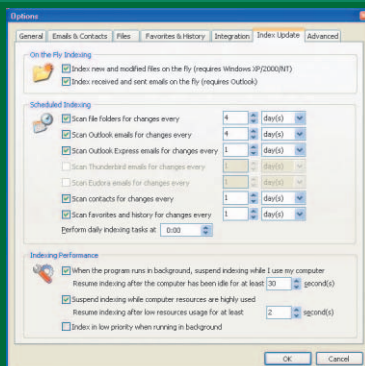 Options
General Emails & Contacts Files Favorites & History Integration Index Update Advanced
On the Fly Indexing
Index new and modified files on the fly (requires Windows XP/2000/NT)
Index received and sent emails on the fly (requires Outlook)
Scheduled Indexing
Scan file folders for changes every 4 day(s)
Scan Outlook emails for changes every 4 day(s)
Scan Outlook Express emails for changes every 1 day(s)
Scan Thunderbird emails for changes every 1 day(s)
Scan Eudora emails for changes every 1 day(s)
Scan contacts for changes every 1 day(s)
Scan favorites and history for changes every 1 day(s)
Perform daily indexing tasks at 0:00
Indexing Performance
When the program runs in background, suspend indexing while I use my computer
Resume indexing after the computer has been idle for at least 30 second(s)
Suspend indexing while computer resources are highly used
Resume indexing after low resources usage for at least 2 second(s)
Index in low priority when running in background
OK Cancel